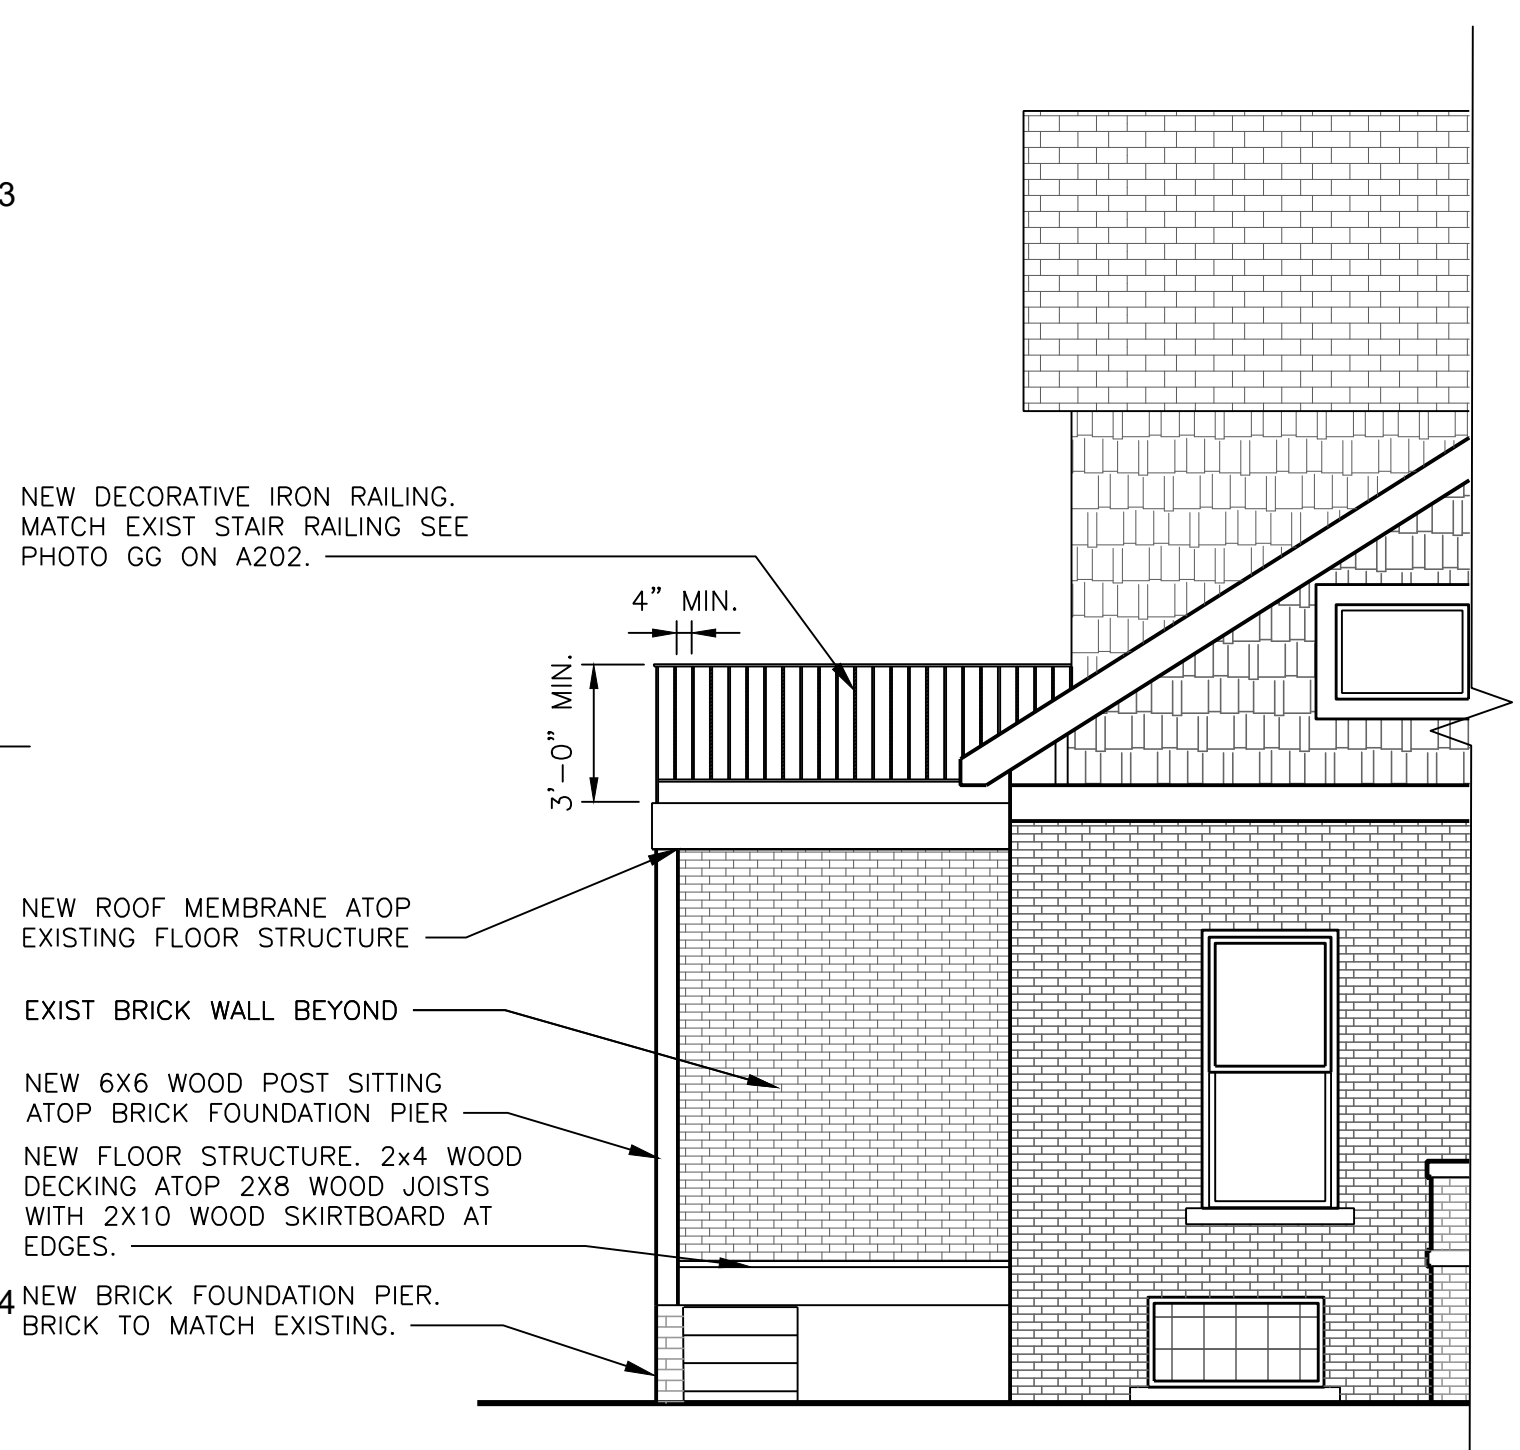 3
NEW DECORATIVE IRON RAILING.
MATCH EXIST STAIR RAILING SEE
PHOTO GG ON A202.
4" MIN.
3'-0" MIN.
NEW ROOF MEMBRANE ATOP
EXISTING FLOOR STRUCTURE
EXIST BRICK WALL BEYOND
NEW 6X6 WOOD POST SITTING
ATOP BRICK FOUNDATION PIER
NEW FLOOR STRUCTURE. 2x4 WOOD
DECKING ATOP 2X8 WOOD JOISTS
WITH 2X10 WOOD SKIRTBOARD AT
EDGES.
4
NEW BRICK FOUNDATION PIER.
BRICK TO MATCH EXISTING.